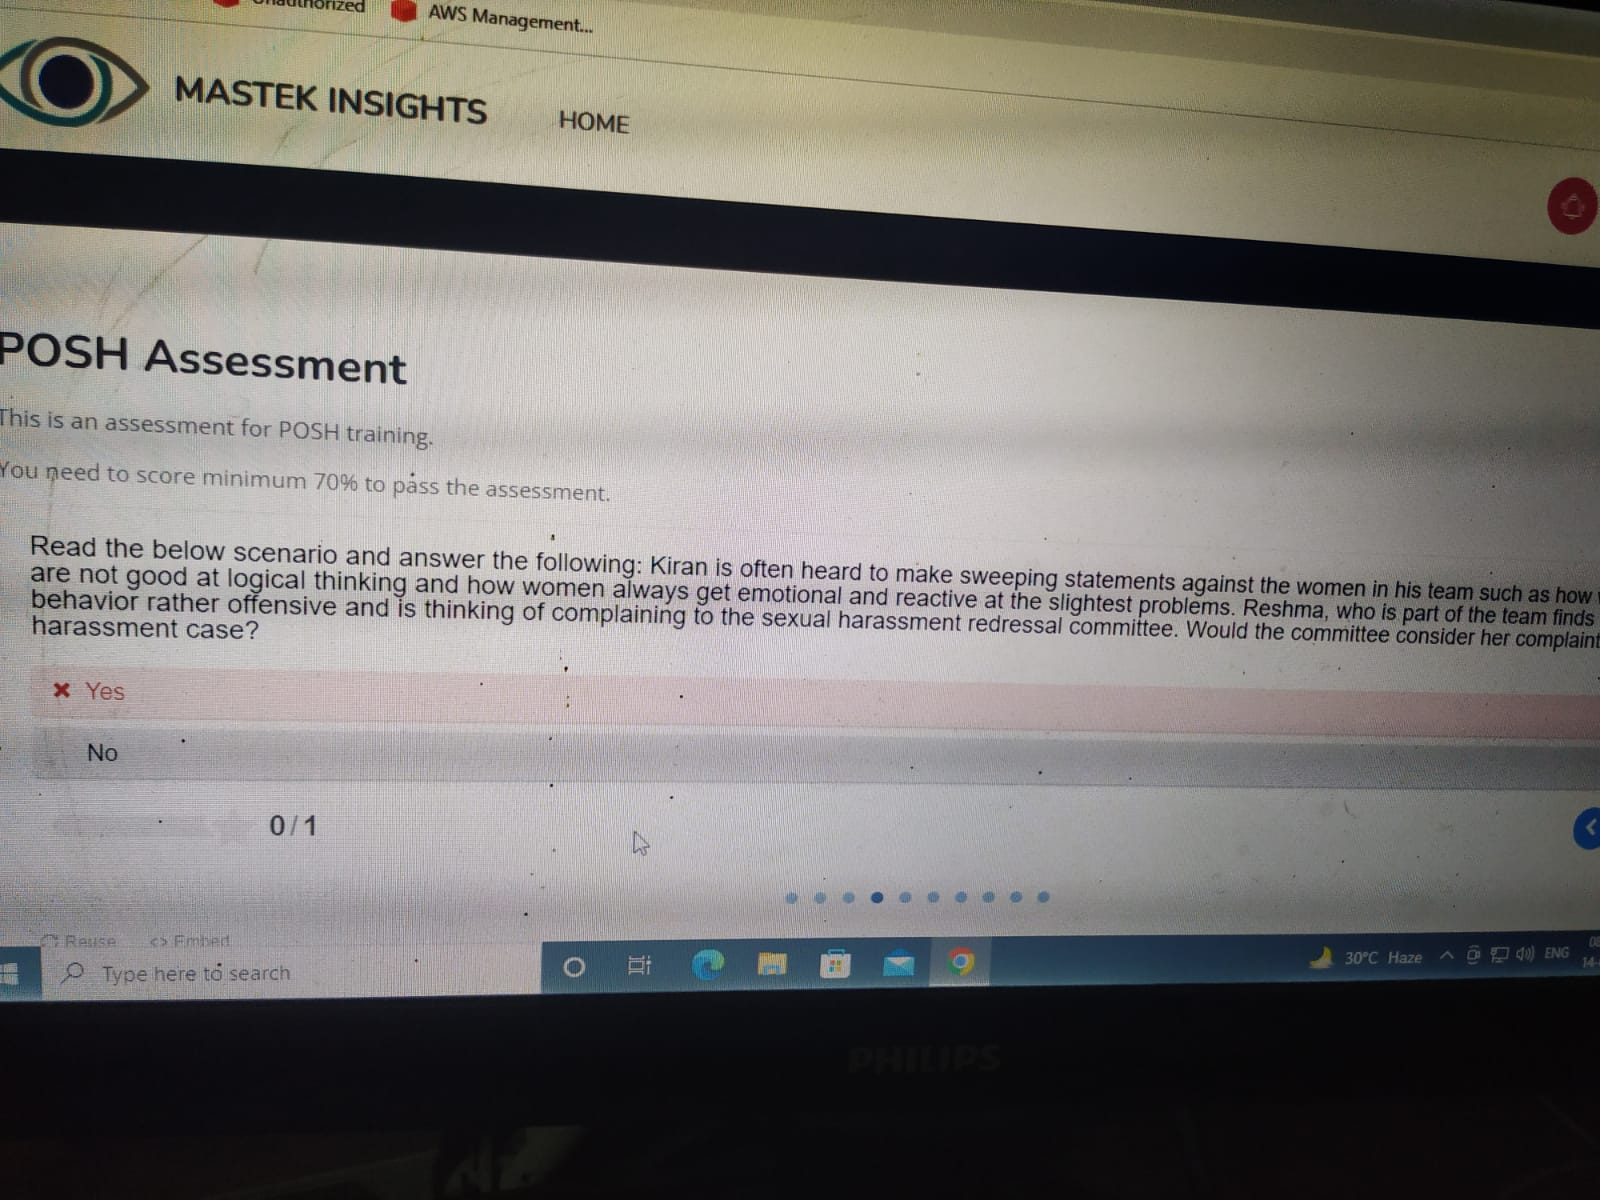 AWS Management...
MASTEK INSIGHTS
HOME
POSH Assessment
This is an assessment for POSH training.
You need to score minimum 70% to pass the assessment.
Read the below scenario and answer the following: Kiran is often heard to make sweeping statements against the women in his team such as how
are not good at logical thinking and how women always get emotional and reactive at the slightest problems. Reshma, who is part of the team finds
behavior rather offensive and is thinking of complaining to the sexual harassment redressal committee. Would the committee consider her complaint
harassment case?
Yes
No
0/1
Reuse
<> Embed
Type here to search
30°C Haze
ENG
PHILIPS